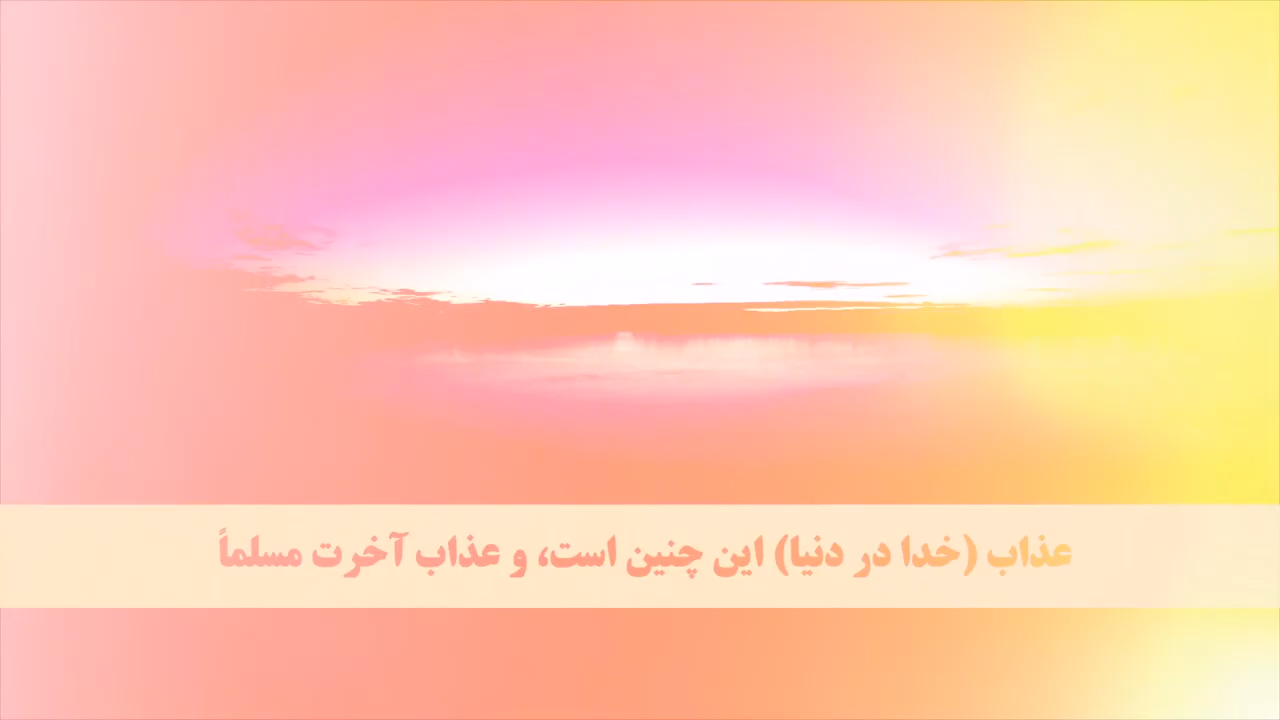 عذاب (خدا در دنیا) این چنین است، و عذاب آخرت مسلماً